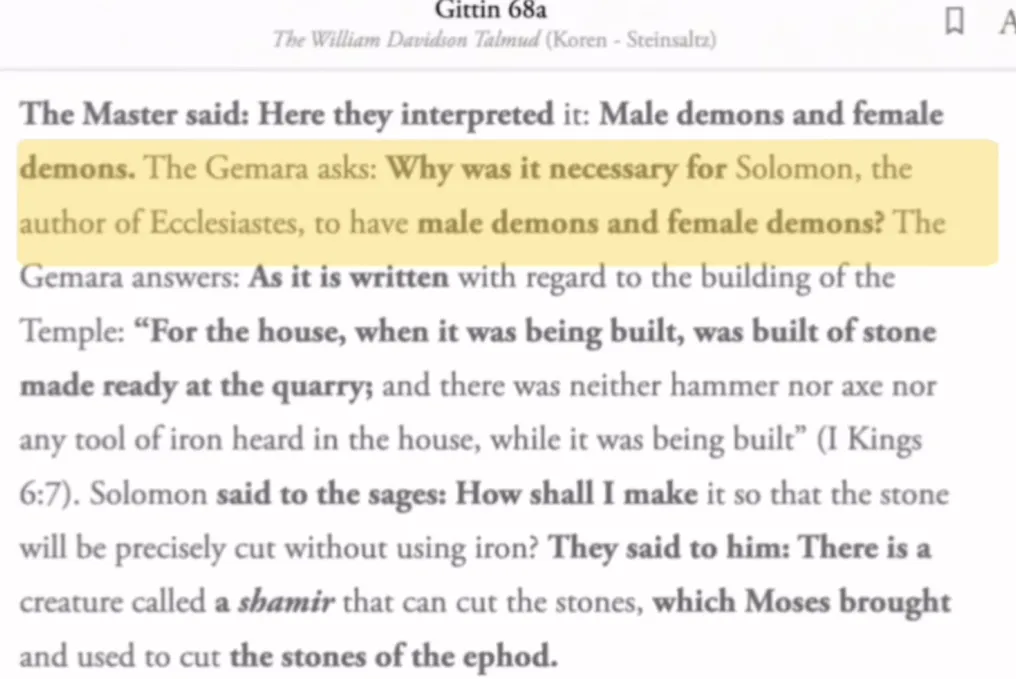 Gittin 68a
The William Davidson Talmud (Koren - Steinsaltz)
A
The Master said: Here they interpreted it: Male demons and female
demons. The Gemara asks: Why was it necessary for Solomon, the
author of Ecclesiastes, to have male demons and female demons? The
Gemara answers: As it is written with regard to the building of the
Temple: “For the house, when it was being built, was built of stone
made ready at the quarry; and there was neither hammer nor axe nor
any tool of iron heard in the house, while it was being built” (I Kings
6:7). Solomon said to the sages: How shall I make it so that the stone
will be precisely cut without using iron? They said to him: There is a
creature called a shamir that can cut the stones, which Moses brought
and used to cut the stones of the ephod.